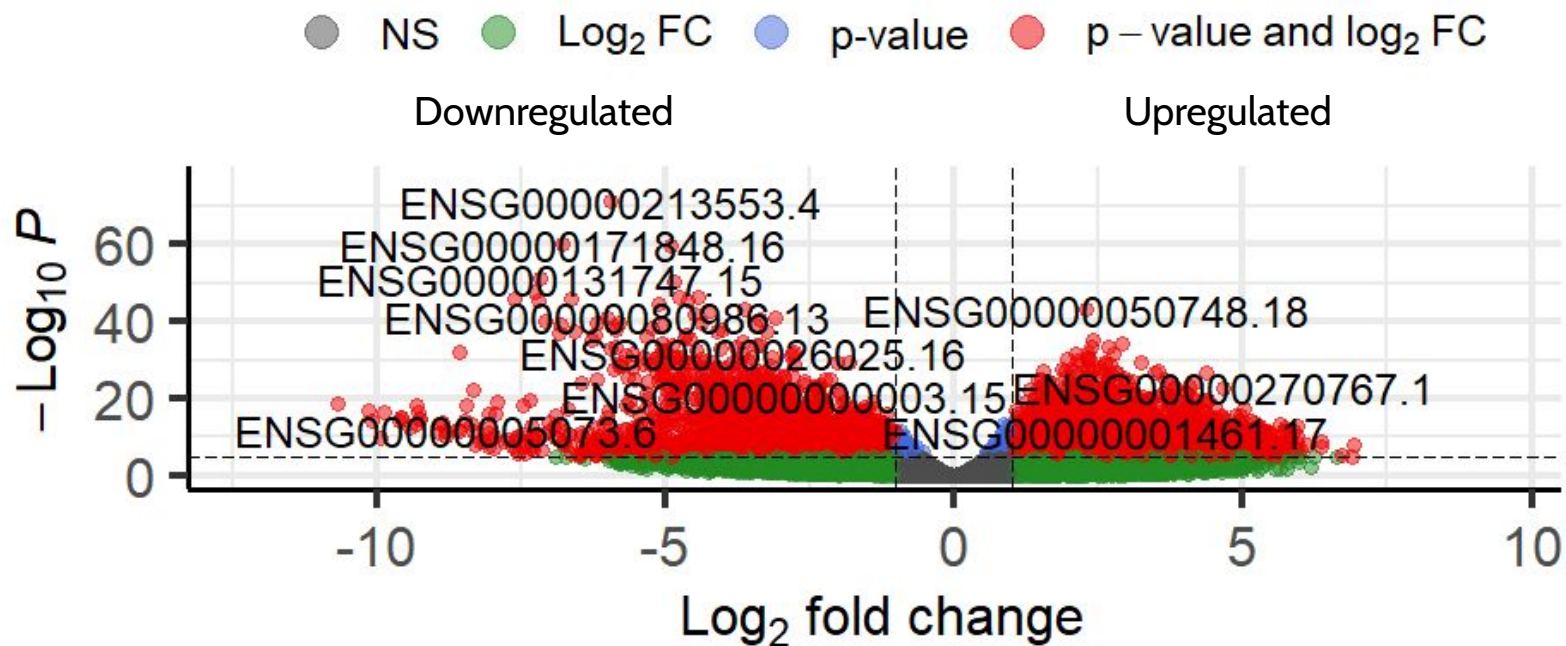 NS Log2 FC p-value p – value and log2 FC
Downregulated Upregulated
ENSG00000213553.4
ENSG00000171848.16
ENSG00000131747.15
ENSG00000050748.18
ENSG00000080986.13
ENSG00000026025.16
ENSG00000270767.1
ENSG00000000003.15
ENSG00000005073.6
ENSG00000001461.17
−Log10 P
60
40
20
0
-10 -5 0 5 10
Log2 fold change